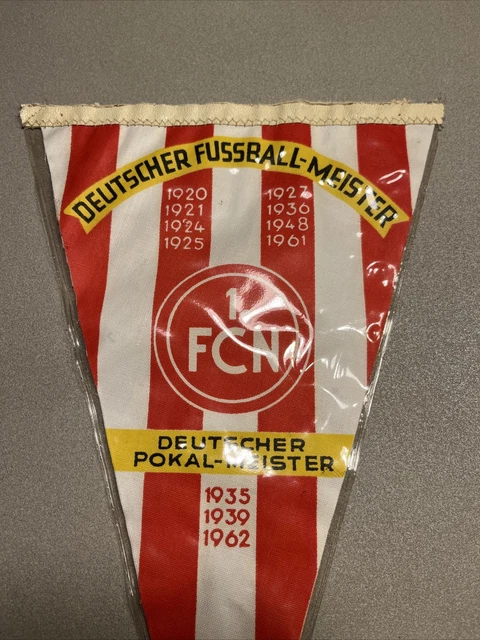 DEUTSCHER FUSSBALL-MEISTER
1920 1927
1921 1936
1924 1948
1925 1961
1.
FCN
DEUTSCHER
POKAL-MEISTER
1935
1939
1962